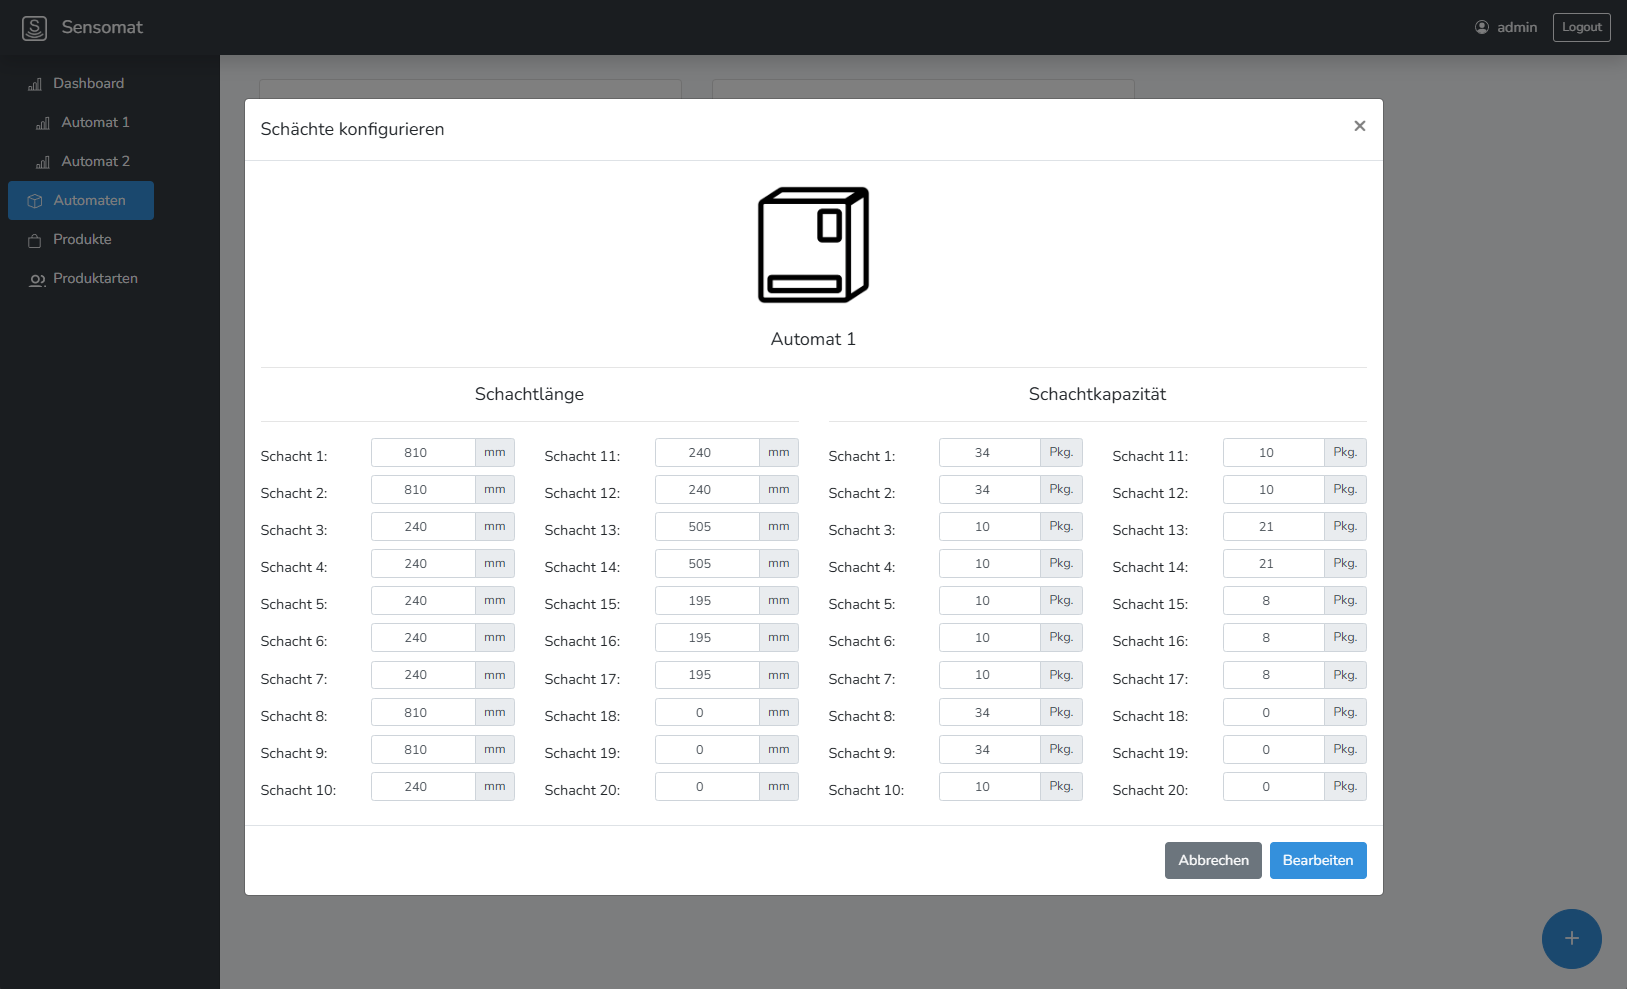 Sensomat
admin
Logout
Dashboard
Automat 1
Automat 2
Automaten
Produkte
Produktarten
Schächte konfigurieren
×
Automat 1
Schachtlänge
Schachtkapazität
Schacht 1: 810 mm Schacht 11: 240 mm Schacht 1: 34 Pkg. Schacht 11: 10 Pkg.
Schacht 2: 810 mm Schacht 12: 240 mm Schacht 2: 34 Pkg. Schacht 12: 10 Pkg.
Schacht 3: 240 mm Schacht 13: 505 mm Schacht 3: 10 Pkg. Schacht 13: 21 Pkg.
Schacht 4: 240 mm Schacht 14: 505 mm Schacht 4: 10 Pkg. Schacht 14: 21 Pkg.
Schacht 5: 240 mm Schacht 15: 195 mm Schacht 5: 10 Pkg. Schacht 15: 8 Pkg.
Schacht 6: 240 mm Schacht 16: 195 mm Schacht 6: 10 Pkg. Schacht 16: 8 Pkg.
Schacht 7: 240 mm Schacht 17: 195 mm Schacht 7: 10 Pkg. Schacht 17: 8 Pkg.
Schacht 8: 810 mm Schacht 18: 0 mm Schacht 8: 34 Pkg. Schacht 18: 0 Pkg.
Schacht 9: 810 mm Schacht 19: 0 mm Schacht 9: 34 Pkg. Schacht 19: 0 Pkg.
Schacht 10: 240 mm Schacht 20: 0 mm Schacht 10: 10 Pkg. Schacht 20: 0 Pkg.
Abbrechen
Bearbeiten
+